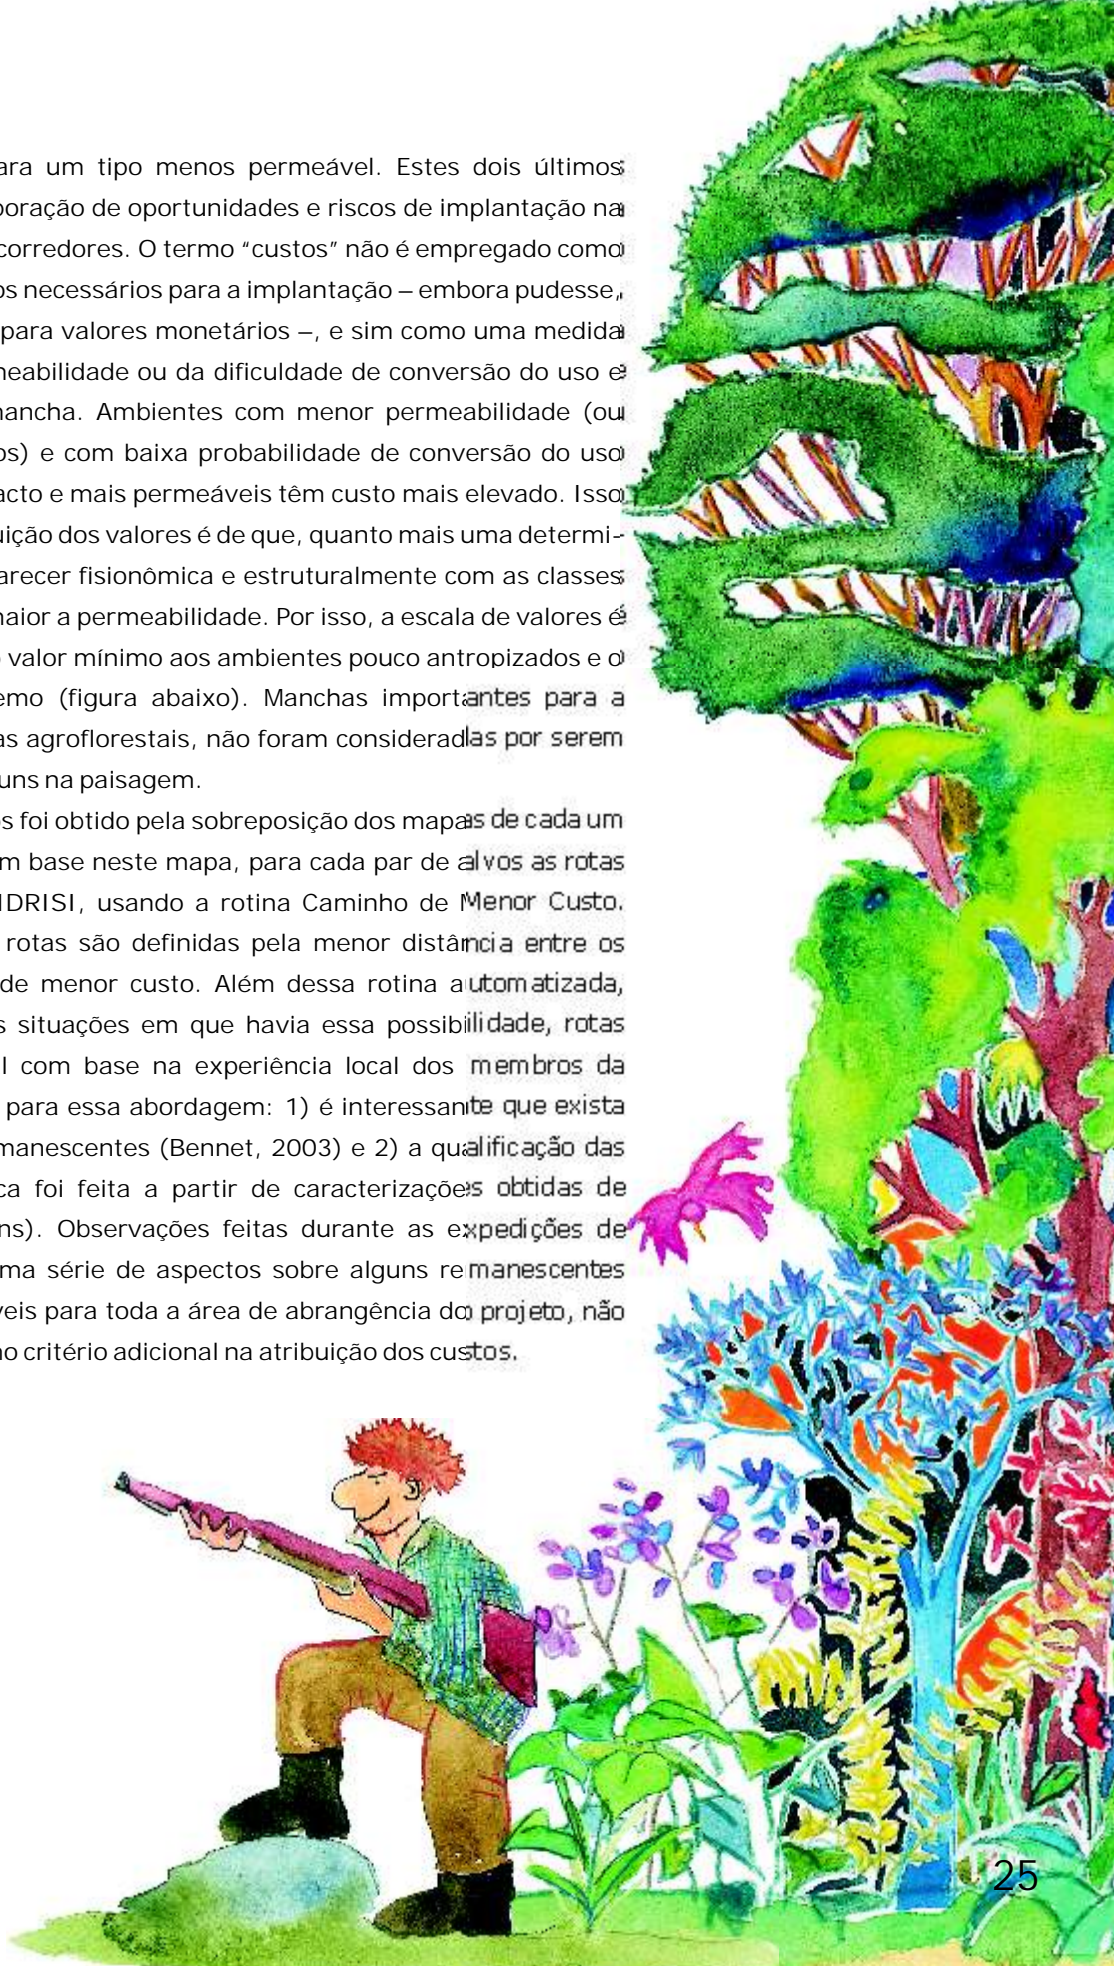 ara um tipo menos permeável. Estes dois últimos
oração de oportunidades e riscos de implantação na
corredores. O termo “custos” não é empregado como
os necessários para a implantação – embora pudesse,
para valores monetários –, e sim como uma medida
meabilidade ou da dificuldade de conversão do uso e
ancha. Ambientes com menor permeabilidade (ou
os) e com baixa probabilidade de conversão do uso
acto e mais permeáveis têm custo mais elevado. Isso
uição dos valores é de que, quanto mais uma determi-
arecer fisionômica e estruturalmente com as classes
naior a permeabilidade. Por isso, a escala de valores é
o valor mínimo aos ambientes pouco antropizados e o
emo (figura abaixo). Manchas importantes para a
as agroflorestais, não foram consideradas por serem
uns na paisagem.
os foi obtido pela sobreposição dos mapas de cada um
m base neste mapa, para cada par de alvos as rotas
IDRISI, usando a rotina Caminho de Menor Custo.
rotas são definidas pela menor distância entre os
de menor custo. Além dessa rotina automatizada,
s situações em que havia essa possibilidade, rotas
l com base na experiência local dos membros da
para essa abordagem: 1) é interessante que exista
manescentes (Bennet, 2003) e 2) a qualificação das
ca foi feita a partir de caracterizações obtidas de
ns). Observações feitas durante as expedições de
ma série de aspectos sobre alguns remanescentes
veis para toda a área de abrangência do projeto, não
no critério adicional na atribuição dos custos.
25